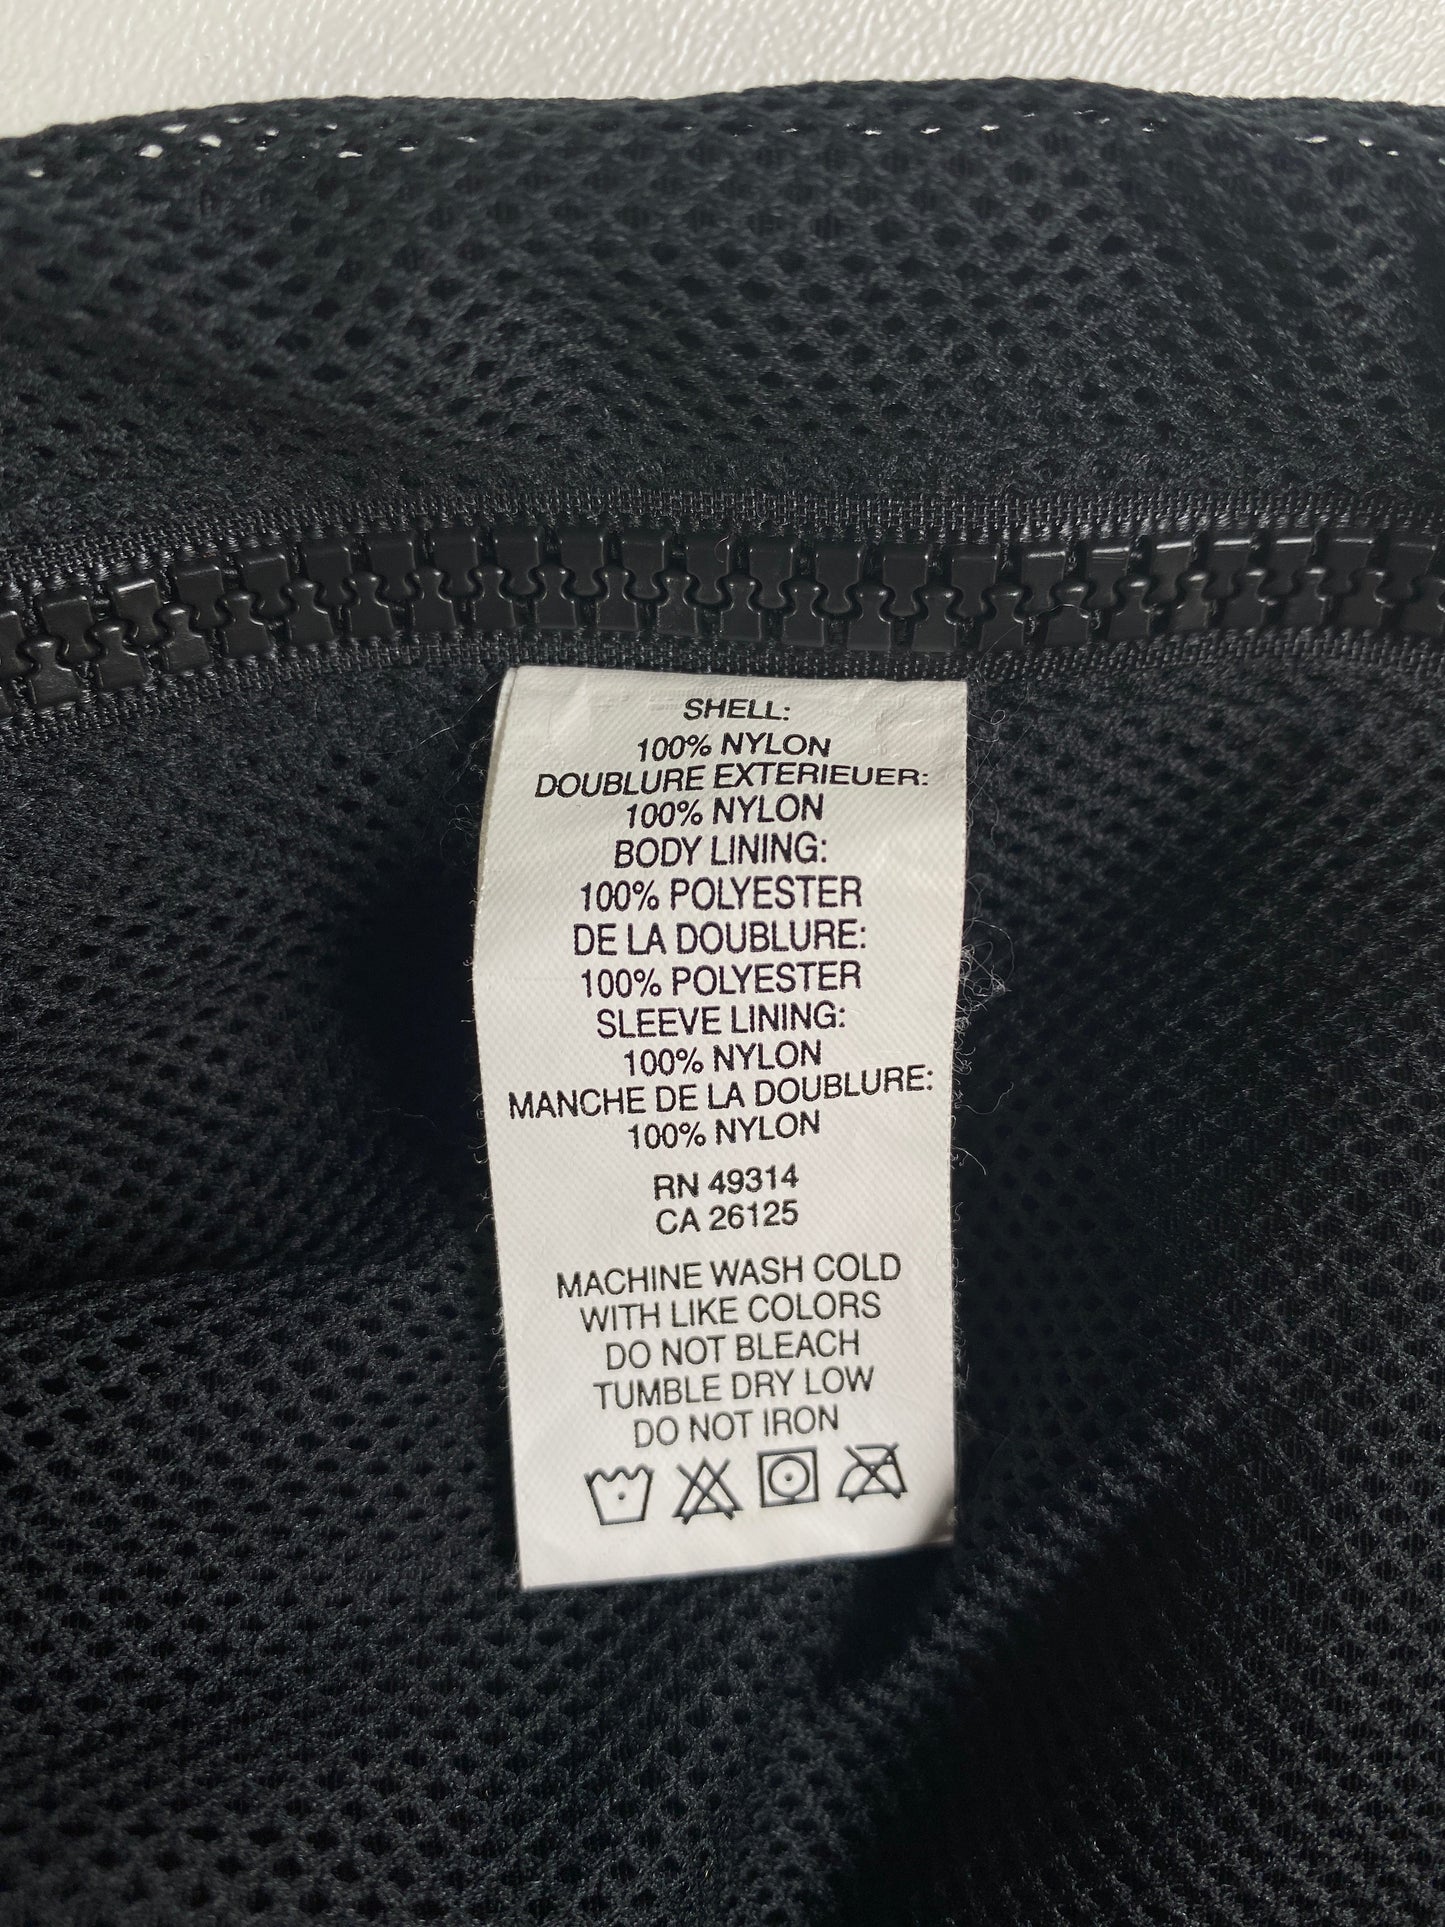 SHELL:
100% NYLON
DOUBLURE EXTERIEUER:
100% NYLON
BODY LINING:
100% POLYESTER
DE LA DOUBLURE:
100% POLYESTER
SLEEVE LINING:
100% NYLON
MANCHE DE LA DOUBLURE:
100% NYLON
RN 49314
CA 26125
MACHINE WASH COLD
WITH LIKE COLORS
DO NOT BLEACH
TUMBLE DRY LOW
DO NOT IRON